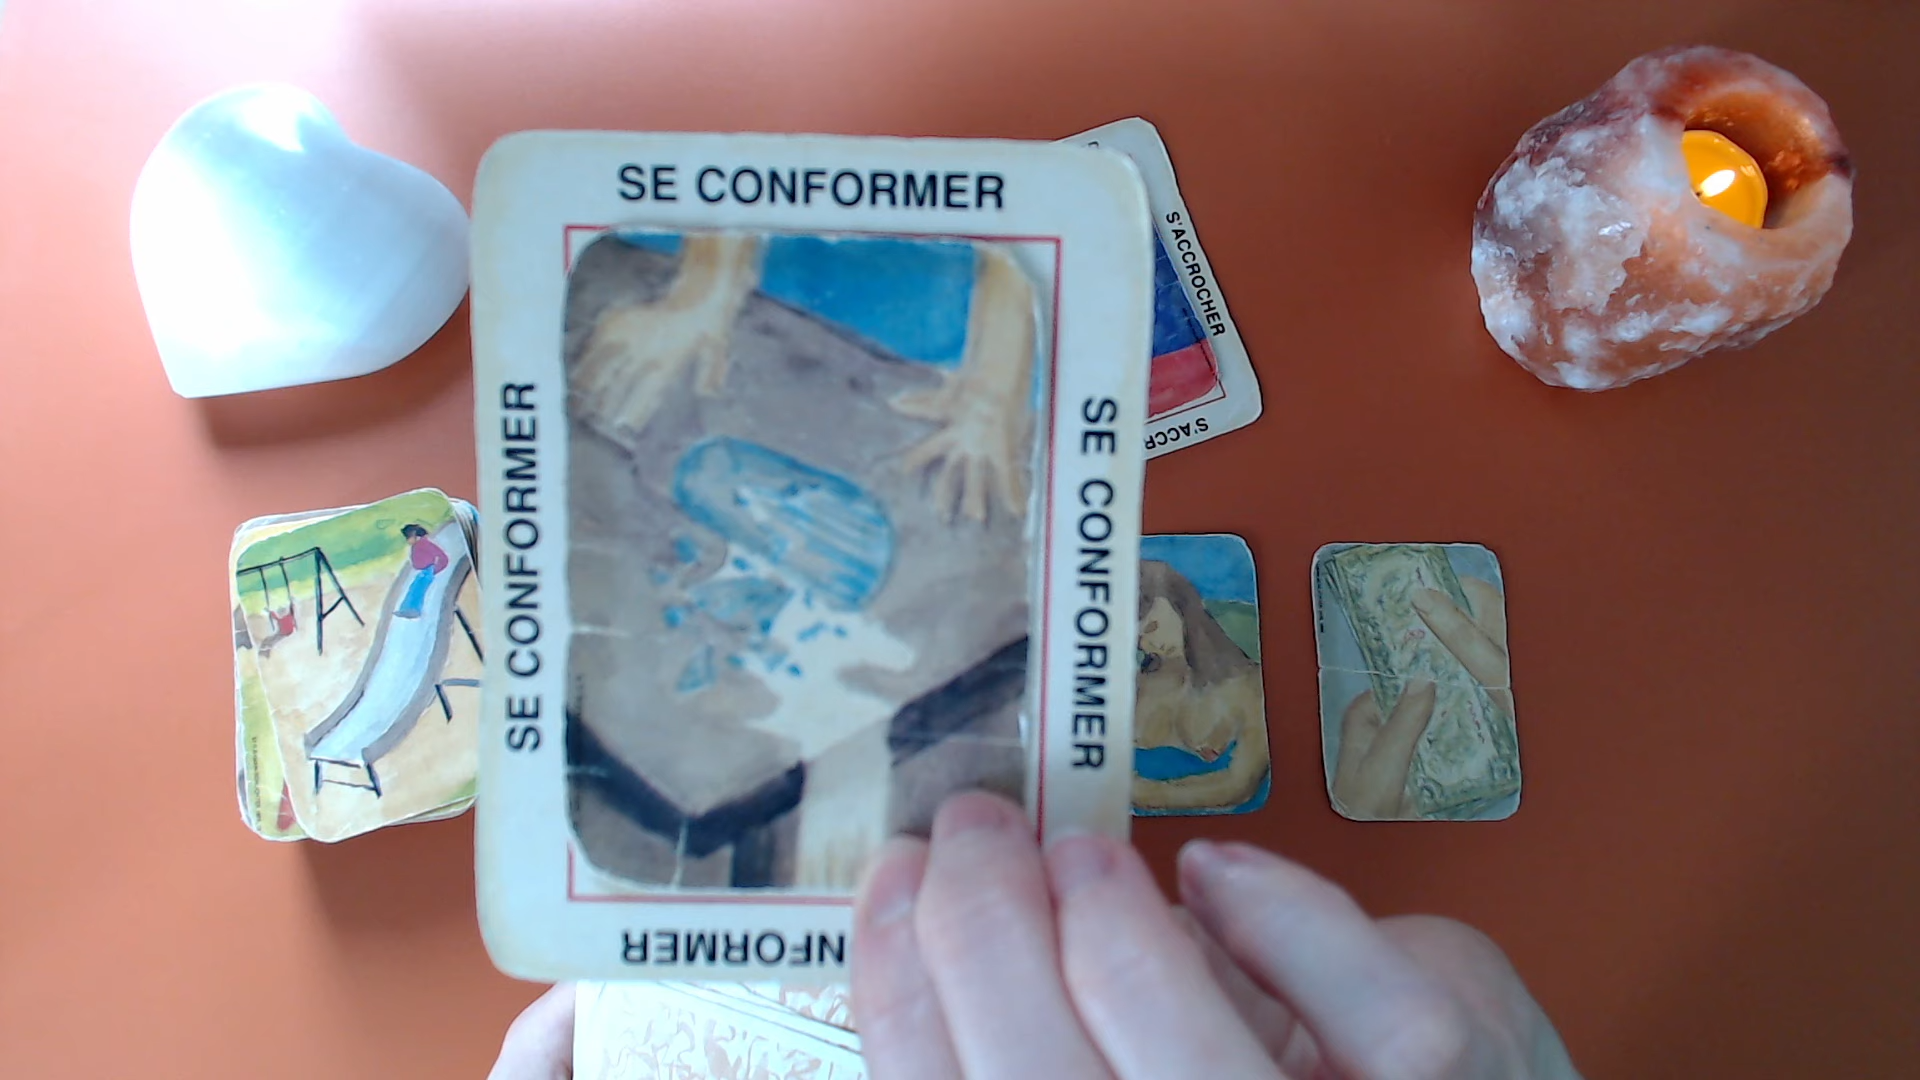 SE CONFORMER
SE CONFORMER
SE CONFORMER
NFORMER
S'ACCROCHER
S'ACCR